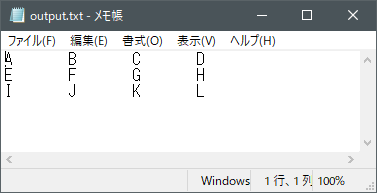 output.txt - メモ帳
ファイル(F) 編集(E) 書式(O) 表示(V) ヘルプ(H)
A B C D
E F G H
I J K L
Windows 1 行、1 列 100%